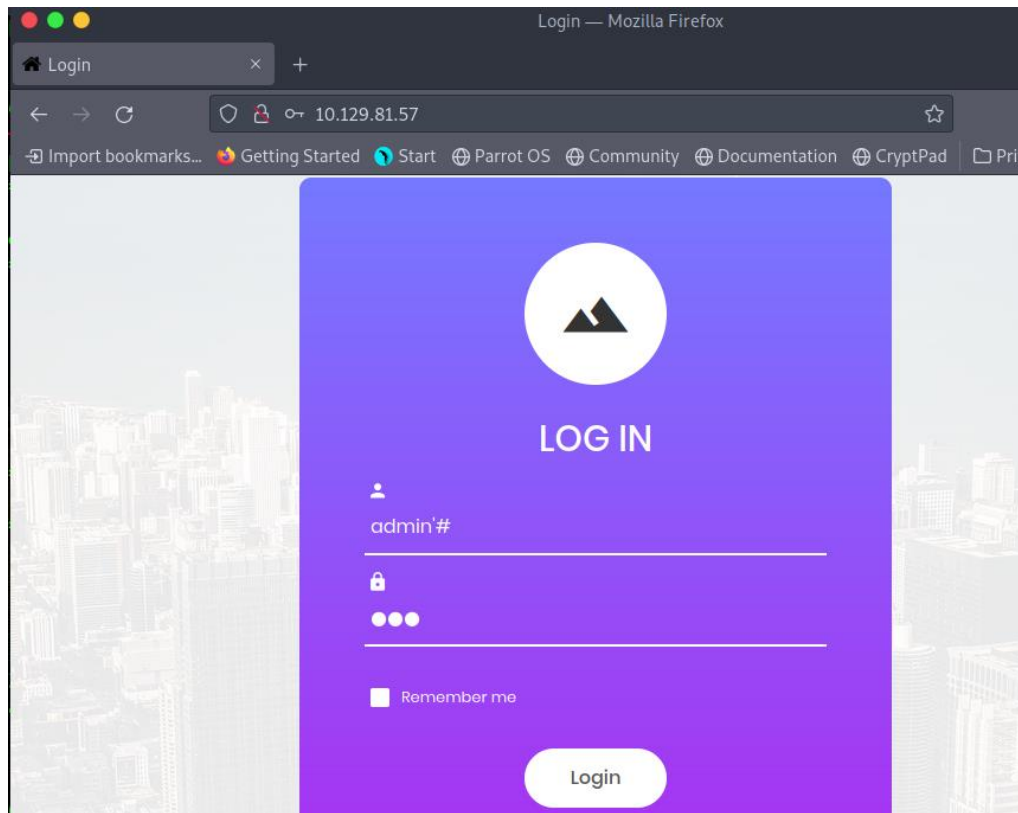 Login — Mozilla Firefox
Login
10.129.81.57
Import bookmarks... Getting Started Start Parrot OS Community Documentation CryptPad Pri
LOG IN
admin'#
Remember me
Login